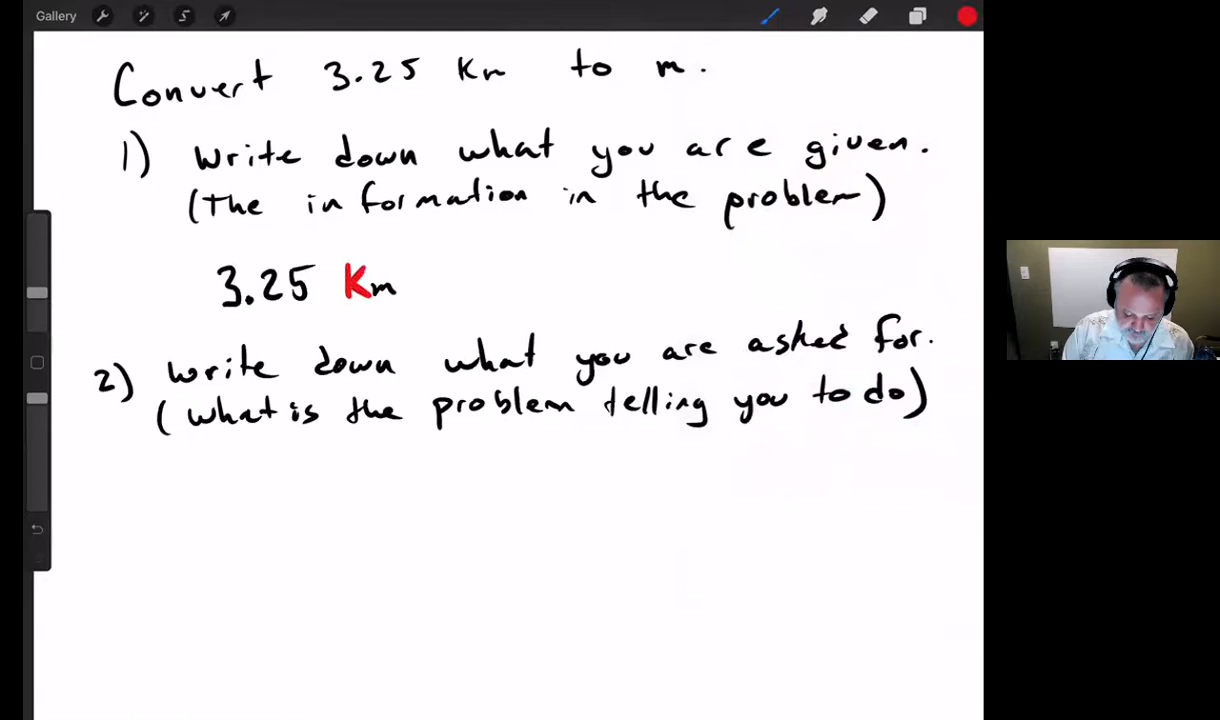 Gallery
Convert 3.25 Km to m.
1) Write down what you are given.
(The information in the problem)
3.25 Km
2) Write down what you are asked for.
(What is the problem telling you to do)